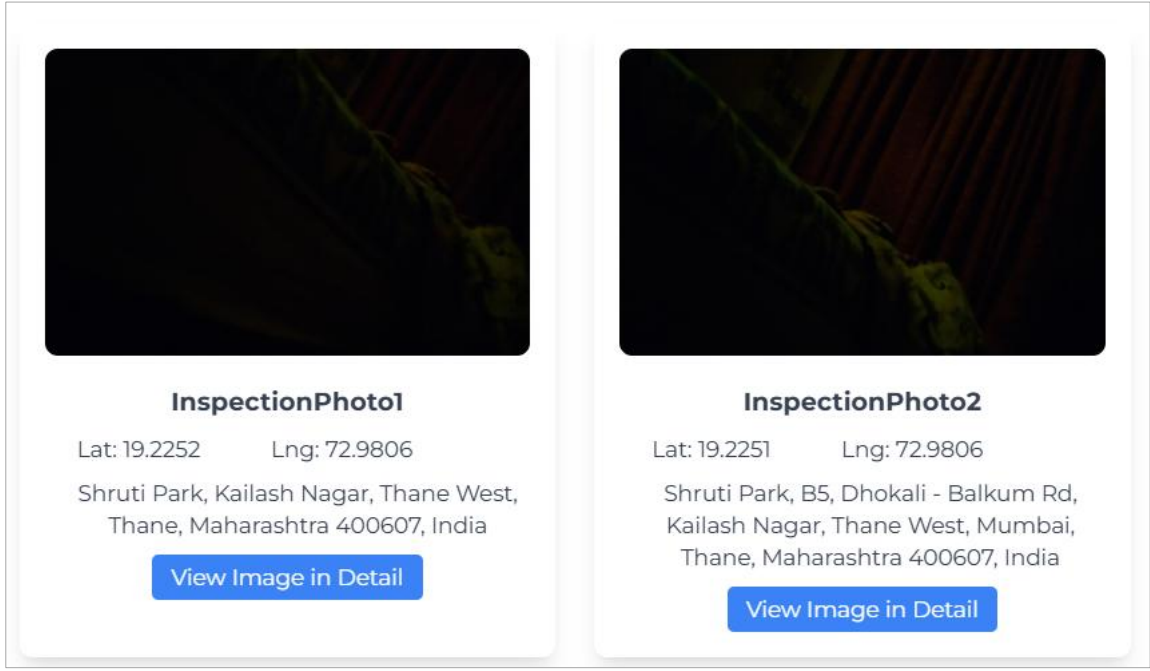 InspectionPhoto1
Lat: 19.2252 Lng: 72.9806
Shruti Park, Kailash Nagar, Thane West,
Thane, Maharashtra 400607, India
View Image in Detail
InspectionPhoto2
Lat: 19.2251 Lng: 72.9806
Shruti Park, B5, Dhokali - Balkum Rd,
Kailash Nagar, Thane West, Mumbai,
Thane, Maharashtra 400607, India
View Image in Detail